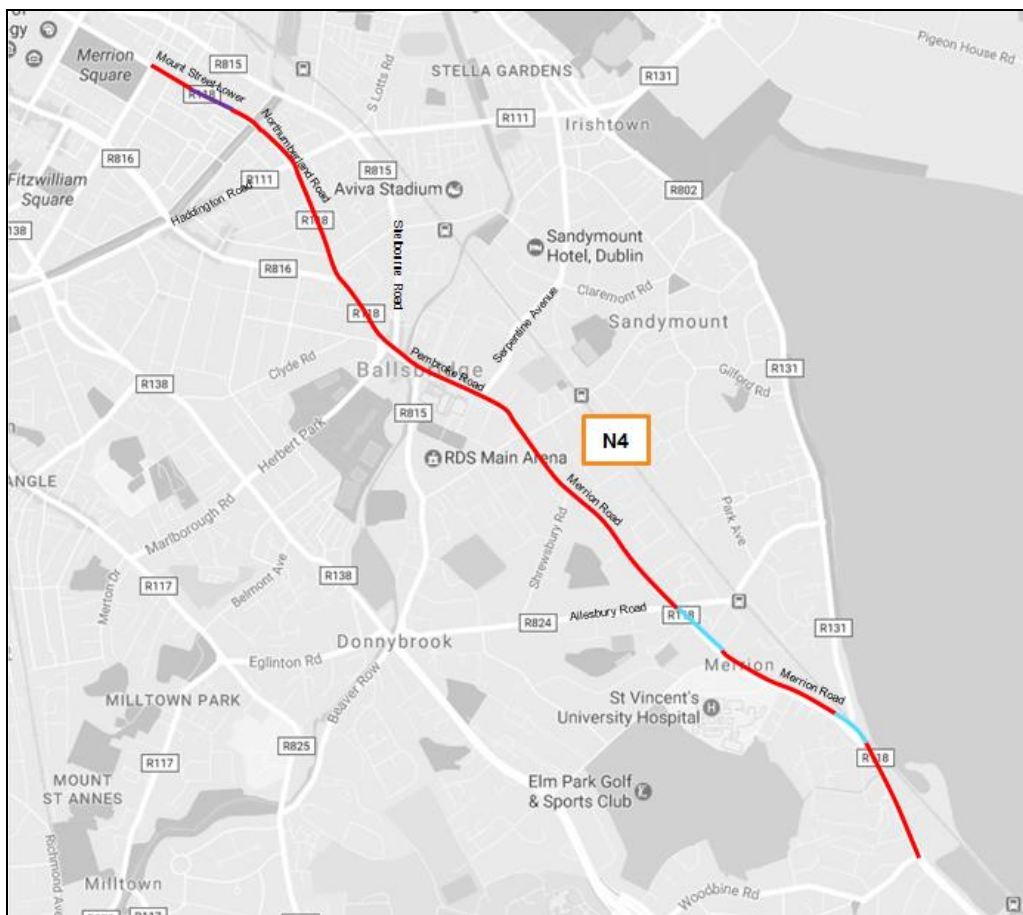 gy
Merrion
Square
R815
Mount Street Lower
R118
STELLA GARDENS
S Lotts Rd
R131
Pigeon House Rd
R111
Irishtown
R816
Northumberland Road
R815
Fitzwilliam
Square
R111
Haddington Road
Aviva Stadium
R802
138
R118
Shelbourne Road
Sandymount
Hotel, Dublin
R816
Claremont Rd
R118
Serpentine Avenue
Sandymount
Clyde Rd
Pembroke Road
Ballsbridge
R131
Gilford Rd
R138
R815
Herbert Park
N4
RDS Main Arena
ANGLE
Merrion Road
Marlborough Rd
Shrewsbury Rd
Park Ave
Belmont Ave
R138
R117
Merton Dr
Ailesbury Road
R118
R824
R131
Donnybrook
Eglinton Rd
Merrion
Merrion Road
MILLTOWN PARK
Beaver Row
St Vincent's
University Hospital
R825
R118
R117
MOUNT
ST ANNES
Elm Park Golf
& Sports Club
Richmond Ave
Milltown
Woodbine Rd
R117